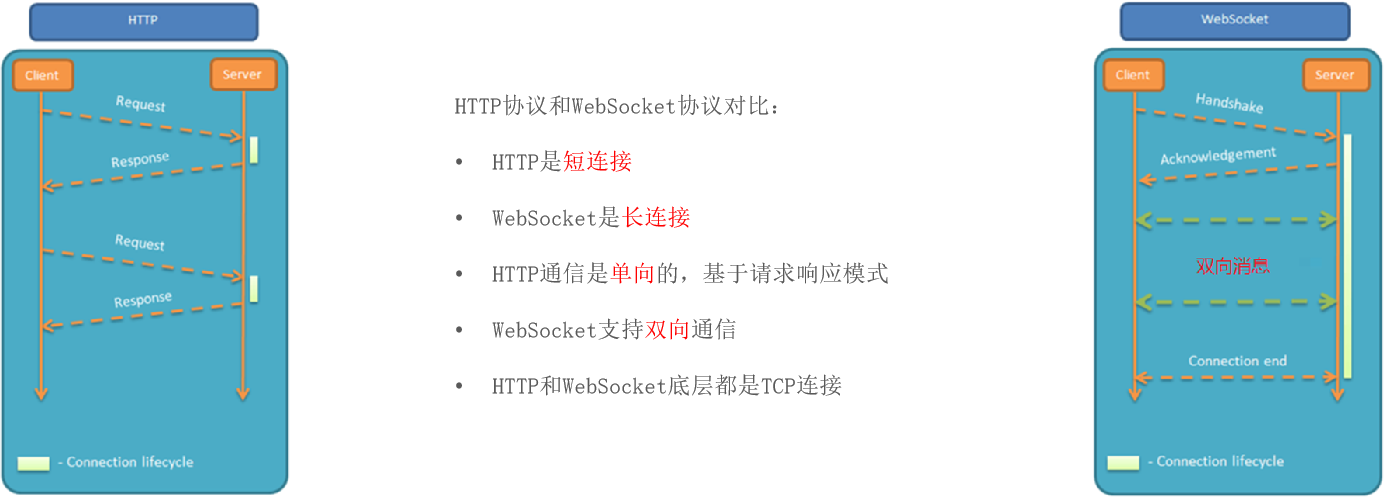 HTTP
Client
Server
Request
Response
Request
Response
- Connection lifecycle
HTTP协议和WebSocket协议对比：
• HTTP是短连接
• WebSocket是长连接
• HTTP通信是单向的，基于请求响应模式
• WebSocket支持双向通信
• HTTP和WebSocket底层都是TCP连接
WebSocket
Client
Server
Handshake
Acknowledgement
双向消息
Connection end
- Connection lifecycle